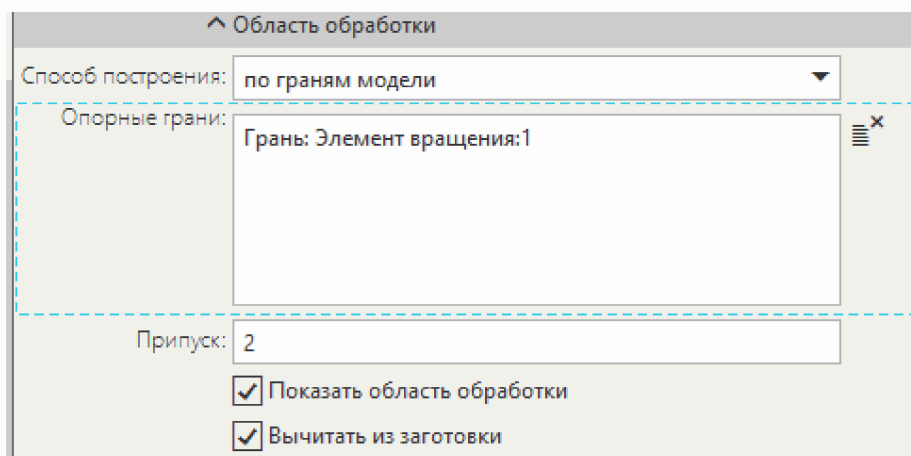 Область обработки
Способ построения: по граням модели
Опорные грани: Грань: Элемент вращения:1
Припуск: 2
Показать область обработки
Вычитать из заготовки